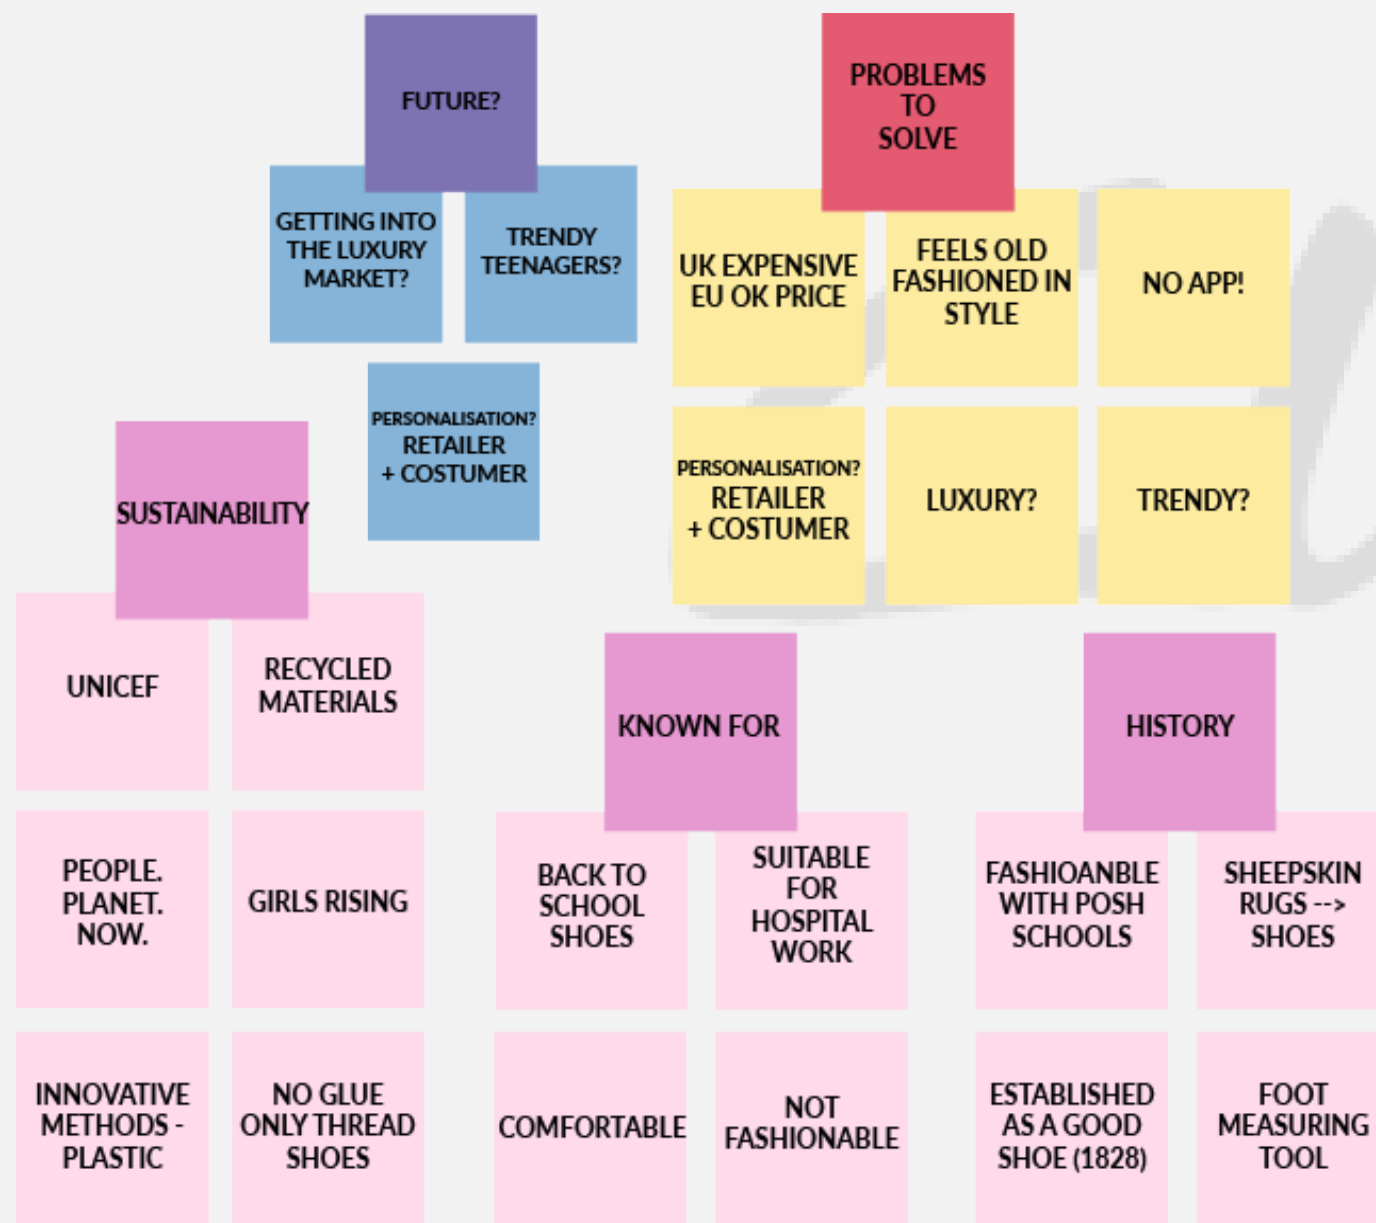 FUTURE?
GETTING INTO
THE LUXURY
MARKET?
TRENDY
TEENAGERS?
PERSONALISATION?
RETAILER
+ COSTUMER
PROBLEMS
TO
SOLVE
UK EXPENSIVE
EU OK PRICE
FEELS OLD
FASHIONED IN
STYLE
NO APP!
PERSONALISATION?
RETAILER
+ COSTUMER
LUXURY?
TRENDY?
SUSTAINABILITY
UNICEF
RECYCLED
MATERIALS
PEOPLE.
PLANET.
NOW.
GIRLS RISING
INNOVATIVE
METHODS -
PLASTIC
NO GLUE
ONLY THREAD
SHOES
KNOWN FOR
BACK TO
SCHOOL
SHOES
SUITABLE
FOR
HOSPITAL
WORK
COMFORTABLE
NOT
FASHIONABLE
HISTORY
FASHIOANBLE
WITH POSH
SCHOOLS
SHEEPSKIN
RUGS -->
SHOES
ESTABLISHED
AS A GOOD
SHOE (1828)
FOOT
MEASURING
TOOL